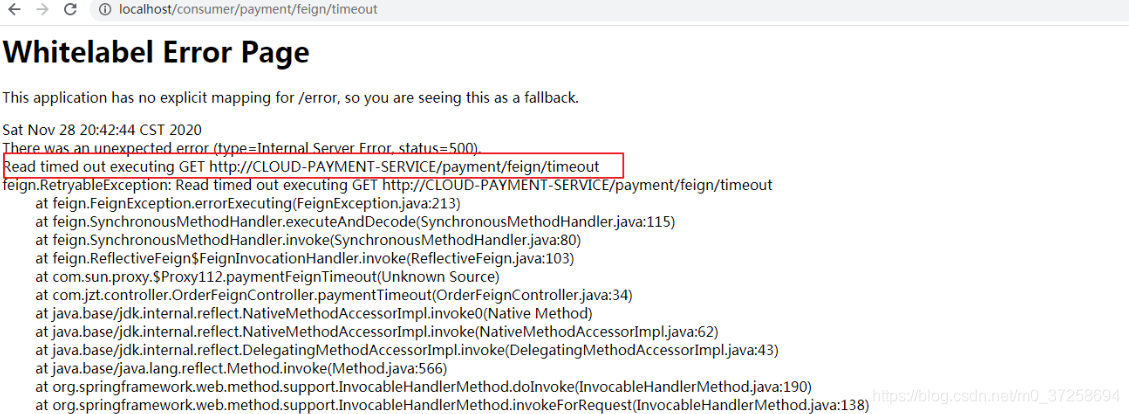 localhost/consumer/payment/feign/timeout
Whitelabel Error Page
This application has no explicit mapping for /error, so you are seeing this as a fallback.
Sat Nov 28 20:42:44 CST 2020
There was an unexpected error (type=Internal Server Error, status=500).
Read timed out executing GET http://CLOUD-PAYMENT-SERVICE/payment/feign/timeout
feign.RetryableException: Read timed out executing GET http://CLOUD-PAYMENT-SERVICE/payment/feign/timeout
at feign.FeignException.errorExecuting(FeignException.java:213)
at feign.SynchronousMethodHandler.executeAndDecode(SynchronousMethodHandler.java:115)
at feign.SynchronousMethodHandler.invoke(SynchronousMethodHandler.java:80)
at feign.ReflectiveFeign$FeignInvocationHandler.invoke(ReflectiveFeign.java:103)
at com.sun.proxy.$Proxy112.paymentFeignTimeout(Unknown Source)
at com.jzt.controller.OrderFeignController.paymentTimeout(OrderFeignController.java:34)
at java.base/jdk.internal.reflect.NativeMethodAccessorImpl.invoke0(Native Method)
at java.base/jdk.internal.reflect.NativeMethodAccessorImpl.invoke(NativeMethodAccessorImpl.java:62)
at java.base/jdk.internal.reflect.DelegatingMethodAccessorImpl.invoke(DelegatingMethodAccessorImpl.java:43)
at java.base/java.lang.reflect.Method.invoke(Method.java:566)
at org.springframework.web.method.support.InvocableHandlerMethod.doInvoke(InvocableHandlerMethod.java:190)
at org.springframework.web.method.support.InvocableHandlerMethod.invokeForRequest(InvocableHandlerMethod.java:138)
https://blog.csdn.net/m0_37258694